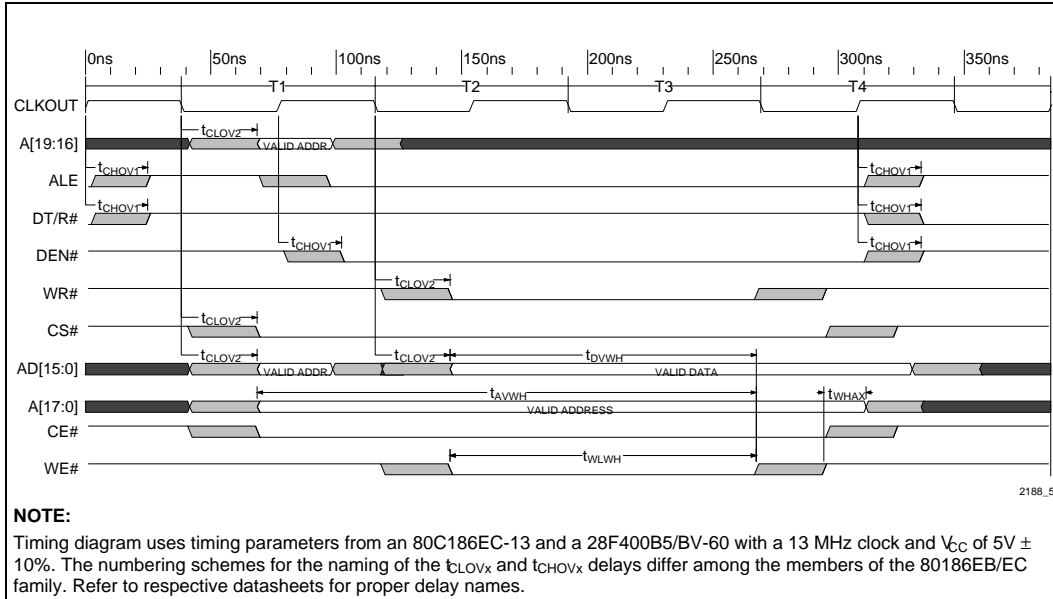 0ns 50ns 100ns 150ns 200ns 250ns 300ns 350ns
T1 T2 T3 T4
CLKOUT
tCLOV2
A[19:16] VALID ADDR
tCHOV1 tCHOV1
ALE
tCHOV1 tCHOV1
DT/R#
tCHOV1 tCHOV1
DEN#
tCLOV2
WR#
tCLOV2
CS#
tCLOV2 tCLOV2 tDVWH
AD[15:0] VALID ADDR VALID DATA
tAVWH tWHAX
A[17:0] VALID ADDRESS
CE#
tWLWH
WE#
2188_5
NOTE:
Timing diagram uses timing parameters from an 80C186EC-13 and a 28F400B5/BV-60 with a 13 MHz clock and VCC of 5V ±
10%. The numbering schemes for the naming of the tCLOVx and tCHOVx delays differ among the members of the 80186EB/EC
family. Refer to respective datasheets for proper delay names.